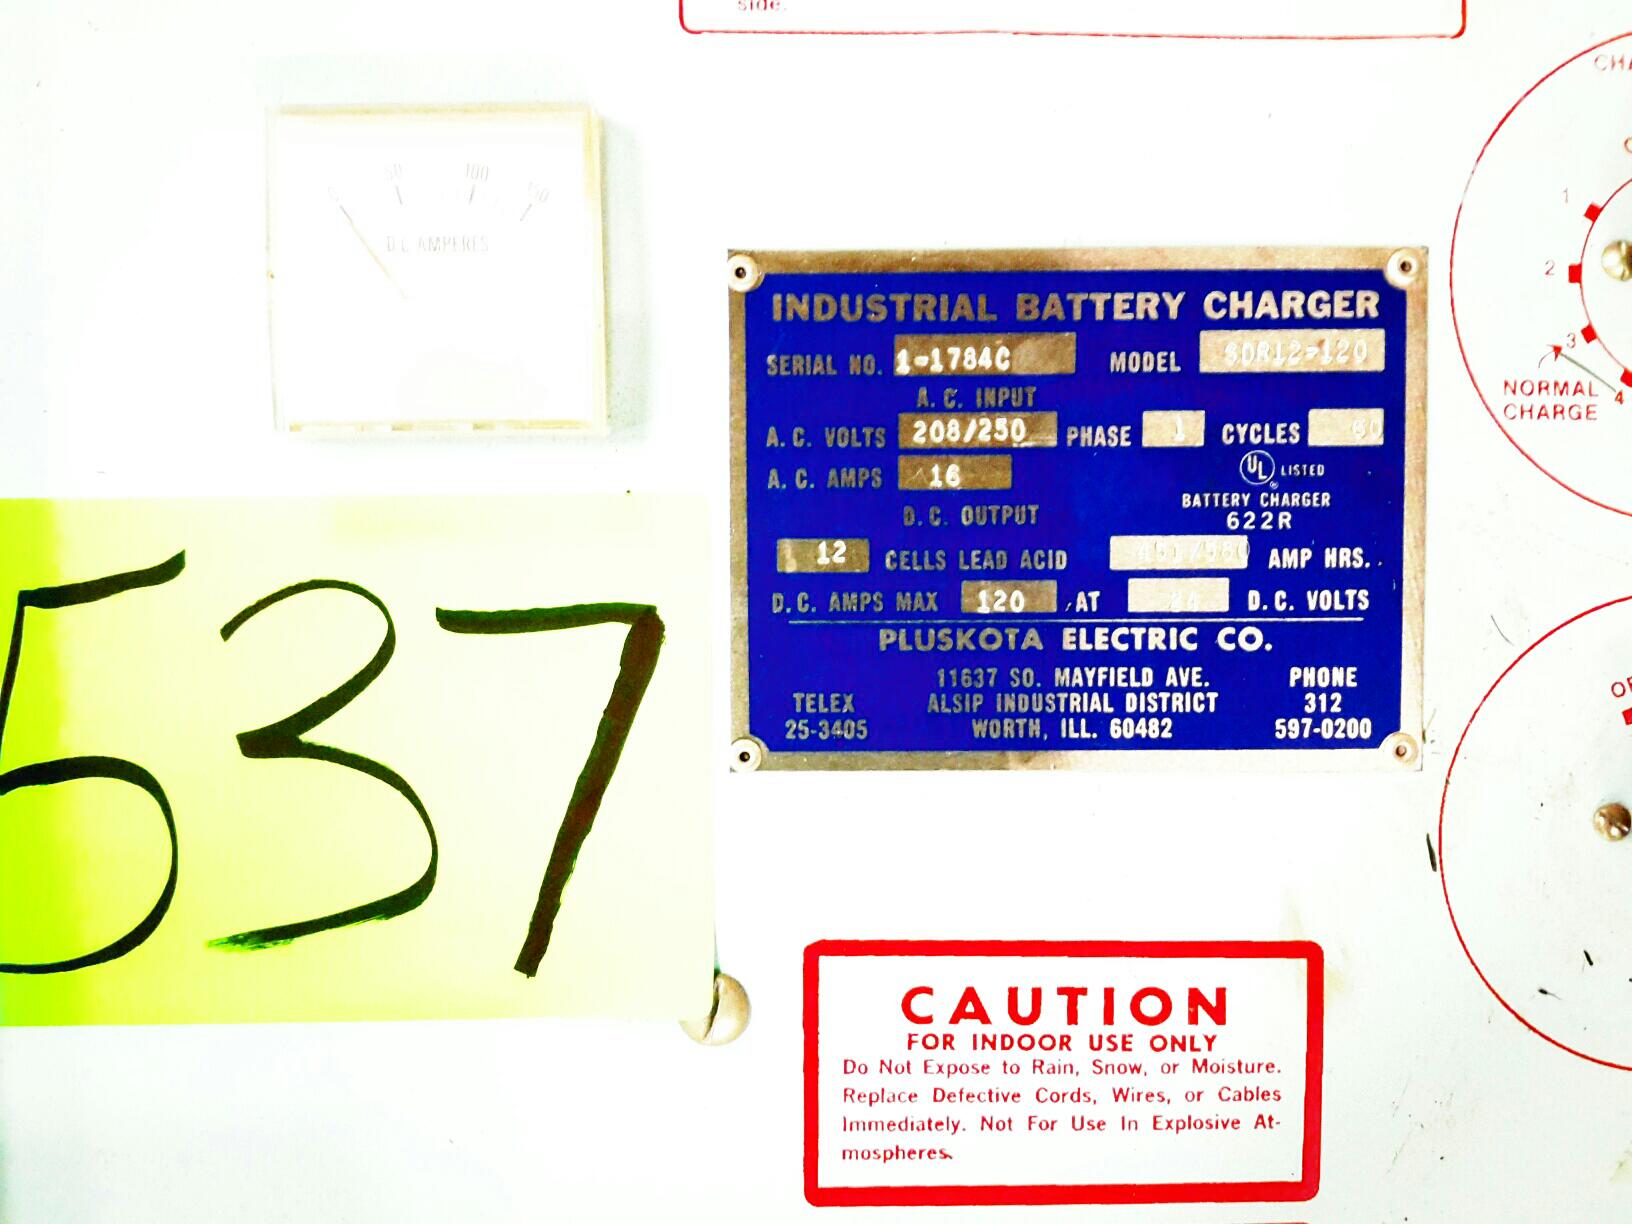 side.
0 50 100 150
D.C. AMPERES
537
INDUSTRIAL BATTERY CHARGER
SERIAL NO. 1-1784C MODEL SDR12-120
A.C. INPUT
A.C. VOLTS 208/250 PHASE 1 CYCLES 60
A.C. AMPS 16
UL LISTED
BATTERY CHARGER
622R
D.C. OUTPUT
12 CELLS LEAD ACID AMP HRS.
D.C. AMPS MAX 120 AT 24 D.C. VOLTS
PLUSKOTA ELECTRIC CO.
11637 SO. MAYFIELD AVE.
ALSIP INDUSTRIAL DISTRICT
WORTH, ILL. 60482
TELEX
25-3405
PHONE
312
597-0200
1
2
3
4
NORMAL
CHARGE
CAUTION
FOR INDOOR USE ONLY
Do Not Expose to Rain, Snow, or Moisture.
Replace Defective Cords, Wires, or Cables
Immediately. Not For Use In Explosive At-
mospheres.